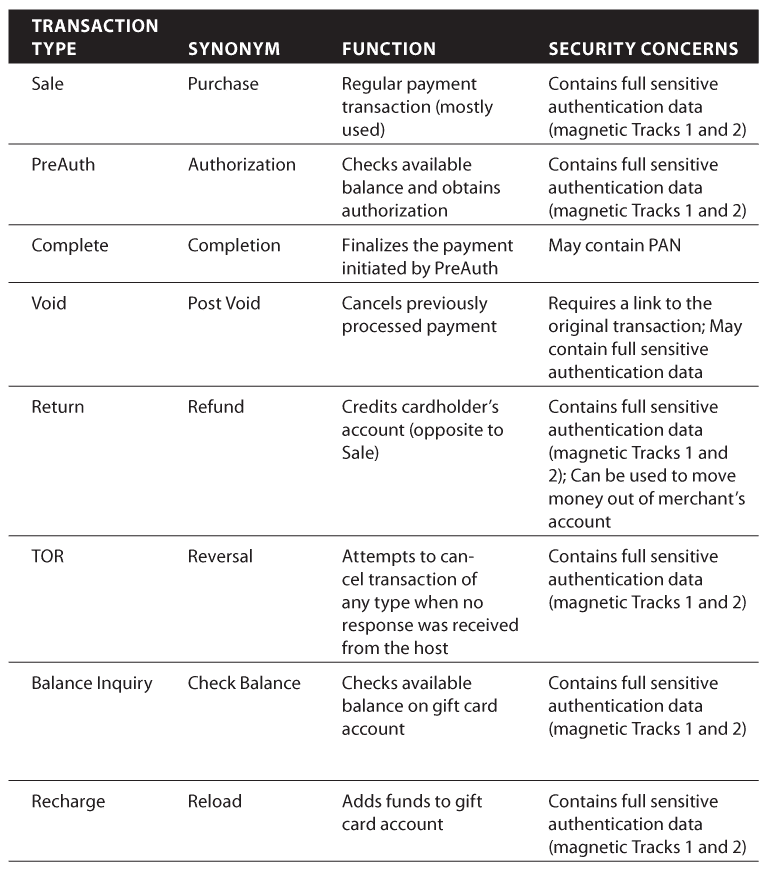 TRANSACTION TYPE SYNONYM FUNCTION SECURITY CONCERNS
Sale Purchase Regular payment Contains full sensitive
transaction (mostly authentication data
used) (magnetic Tracks 1 and 2)
PreAuth Authorization Checks available Contains full sensitive
balance and obtains authentication data
authorization (magnetic Tracks 1 and 2)
Complete Completion Finalizes the payment May contain PAN
initiated by PreAuth
Void Post Void Cancels previously Requires a link to the
processed payment original transaction; May
contain full sensitive
authentication data
Return Refund Credits cardholder's Contains full sensitive
account (opposite to authentication data
Sale) (magnetic Tracks 1 and
2); Can be used to move
money out of merchant's
account
TOR Reversal Attempts to can- Contains full sensitive
cel transaction of authentication data
any type when no (magnetic Tracks 1 and 2)
response was received
from the host
Balance Inquiry Check Balance Checks available Contains full sensitive
balance on gift card authentication data
account (magnetic Tracks 1 and 2)
Recharge Reload Adds funds to gift Contains full sensitive
card account authentication data
(magnetic Tracks 1 and 2)